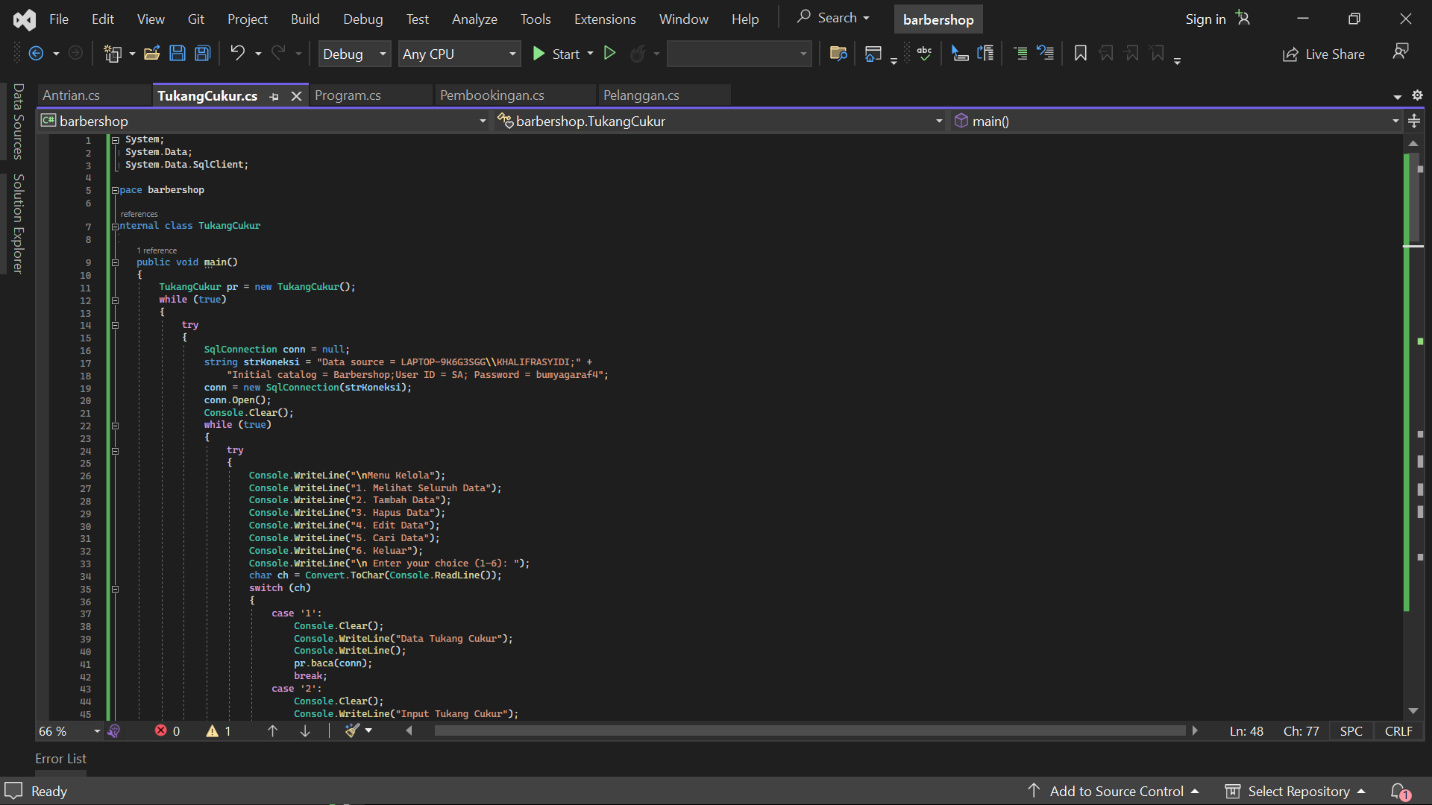 File Edit View Git Project Build Debug Test Analyze Tools Extensions Window Help Search barbershop Sign in
Debug Any CPU Start Live Share
Data Sources
Solution Explorer
Antrian.cs TukangCukur.cs Program.cs Pembookingan.cs Pelanggan.cs
C# barbershop barbershop.TukangCukur main()
1 System;
2 System.Data;
3 System.Data.SqlClient;
4
5 pace barbershop
6
references
7 nternal class TukangCukur
8
1 reference
9 public void main()
10 {
11 TukangCukur pr = new TukangCukur();
12 while (true)
13 {
14 try
15 {
16 SqlConnection conn = null;
17 string strKoneksi = "Data source = LAPTOP-9K6G3SGG\\KHALIFRASYIDI;" +
18 "Initial catalog = Barbershop;User ID = SA; Password = bumyagaraf4";
19 conn = new SqlConnection(strKoneksi);
20 conn.Open();
21 Console.Clear();
22 while (true)
23 {
24 try
25 {
26 Console.WriteLine("\nMenu Kelola");
27 Console.WriteLine("1. Melihat Seluruh Data");
28 Console.WriteLine("2. Tambah Data");
29 Console.WriteLine("3. Hapus Data");
30 Console.WriteLine("4. Edit Data");
31 Console.WriteLine("5. Cari Data");
32 Console.WriteLine("6. Keluar");
33 Console.WriteLine("\n Enter your choice (1-6): ");
34 char ch = Convert.ToChar(Console.ReadLine());
35 switch (ch)
36 {
37 case '1':
38 Console.Clear();
39 Console.WriteLine("Data Tukang Cukur");
40 Console.WriteLine();
41 pr.baca(conn);
42 break;
43 case '2':
44 Console.Clear();
45 Console.WriteLine("Input Tukang Cukur");
66 % 0 1 Ln: 48 Ch: 77 SPC CRLF
Error List
Ready Add to Source Control Select Repository 1